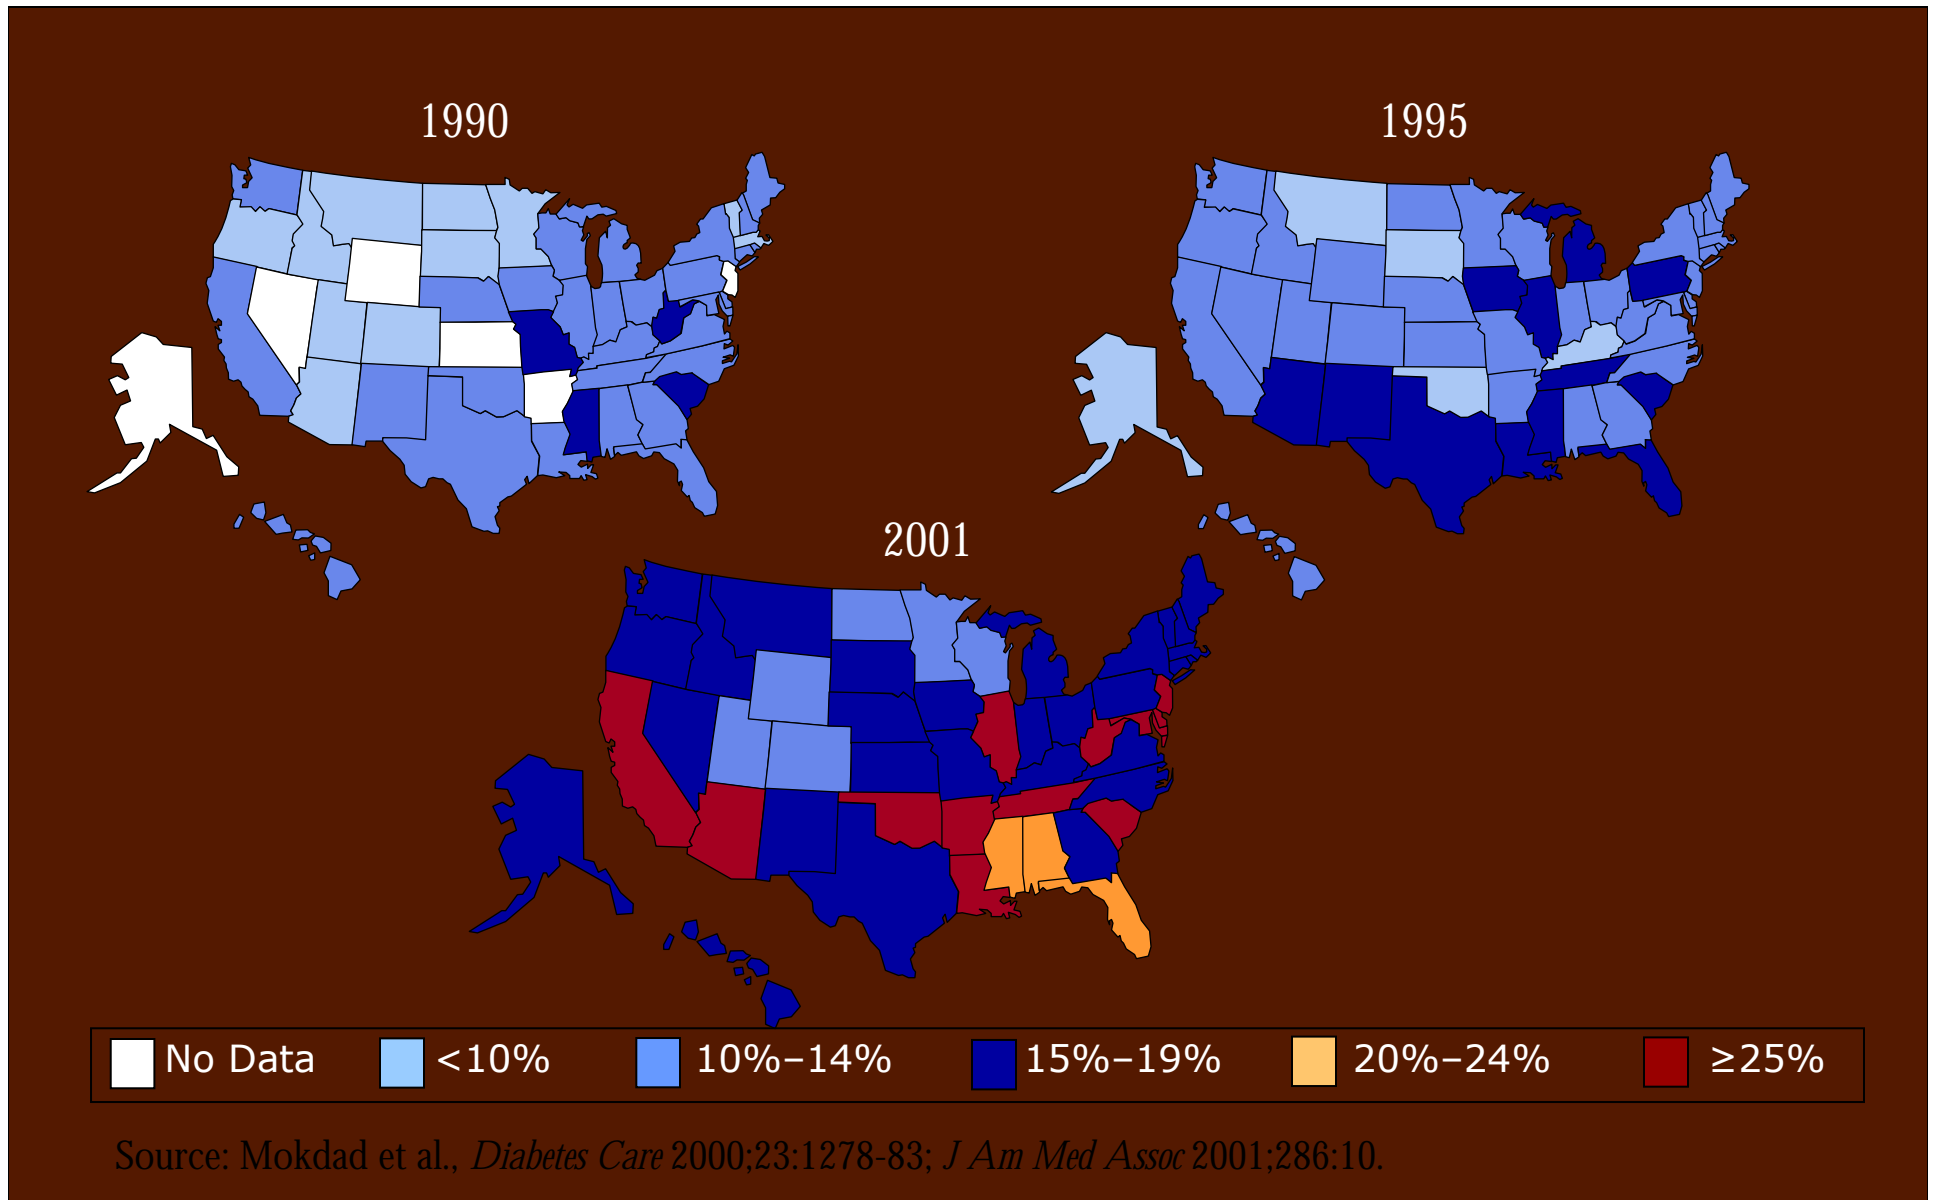 1990
1995
2001
No Data <10% 10%–14% 15%–19% 20%–24% ≥25%
Source: Mokdad et al., Diabetes Care 2000;23:1278-83; J Am Med Assoc 2001;286:10.